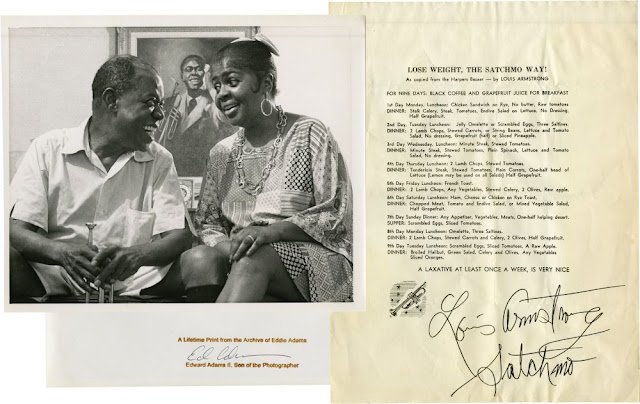 LOSE WEIGHT, THE SATCHMO WAY!
As copied from the Harpers Bazaar — by LOUIS ARMSTRONG
FOR NINE DAYS: BLACK COFFEE AND GRAPEFRUIT JUICE FOR BREAKFAST
1st Day Monday, Luncheon: Chicken Sandwich on Rye, No butter, Raw tomatoes
DINNER: Stalk Celery, Steak, Tomatoes, Endive Salad on Lettuce, No Dressing,
Half Grapefruit.
2nd Day, Tuesday Luncheon: Jelly Omelette or Scrambled Eggs, Three Saltines.
DINNER: 2 Lamb Chops, Stewed Carrots, or String Beans, Lettuce and Tomato
Salad, No dressing, Grapefruit (half) or Sliced Pineapple.
3rd Day Wednesday, Luncheon: Minute Steak, Stewed Tomatoes.
DINNER: Minute Steak, Stewed Tomatoes, Plain Spinach, Lettuce and Tomato
Salad, No dressing.
4th Day Thursday Luncheon: 2 Lamb Chops, Stewed Tomatoes.
DINNER: Tenderloin Steak, Stewed Tomatoes, Plain Carrots, One-half head of
Lettuce (Lemon may be used on all Salads) Half Grapefruit.
5th Day Friday Luncheon: French Toast.
DINNER: 2 Lamb Chops, Any Vegetables, Stewed Celery, 2 Olives, Raw apple.
6th Day Saturday Luncheon: Ham, Cheese or Chicken on Rye Toast.
DINNER: Chopped Meat, Tomato and Endive Salad, or Mixed Vegetable Salad,
Half Grapefruit.
7th Day Sunday Dinner: Any Appetizer, Vegetables, Meats, One-half helping desert.
SUPPER: Scrambled Eggs, Sliced Tomatoes.
8th Day Monday Luncheon: Omelette, Three Saltines.
DINNER: 2 Lamb Chops, Stewed Carrots and Celery, 2 Olives, Half Grapefruit.
9th Day Tuesday Luncheon: Scrambled Eggs, Sliced Tomatoes, A Raw Apple.
DINNER: Broiled Halibut, Green Salad, Celery and Olives, Any Vegetables
Sliced Oranges.
A LAXATIVE AT LEAST ONCE A WEEK, IS VERY NICE
Louis Armstrong
Satchmo
A Lifetime Print from the Archive of Eddie Adams
Edward Adams II, Son of the Photographer